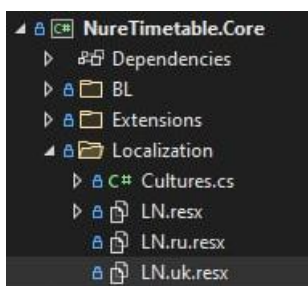 C# NureTimetable.Core
Dependencies
BL
Extensions
Localization
C# Cultures.cs
LN.resx
LN.ru.resx
LN.uk.resx